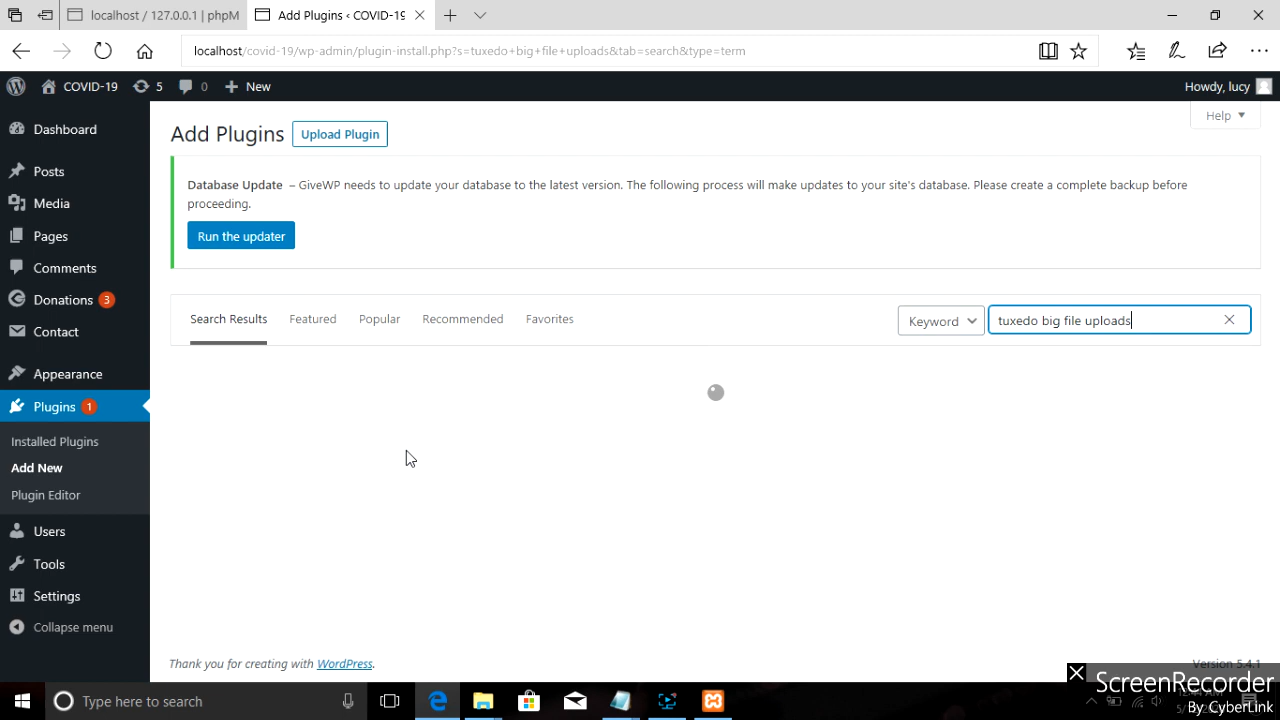 localhost / 127.0.0.1 | phpM
Add Plugins ‹ COVID-19
localhost/covid-19/wp-admin/plugin-install.php?s=tuxedo+big+file+uploads&tab=search&type=term
COVID-19
5
0
New
Howdy, lucy
Dashboard
Posts
Media
Pages
Comments
Donations 3
Contact
Appearance
Plugins 1
Installed Plugins
Add New
Plugin Editor
Users
Tools
Settings
Collapse menu
Help
Add Plugins
Upload Plugin
Database Update – GiveWP needs to update your database to the latest version. The following process will make updates to your site's database. Please create a complete backup before
proceeding.
Run the updater
Search Results Featured Popular Recommended Favorites
Keyword
tuxedo big file uploads
Thank you for creating with WordPress.
Version 5.4.1
ScreenRecorder
By CyberLink
Type here to search